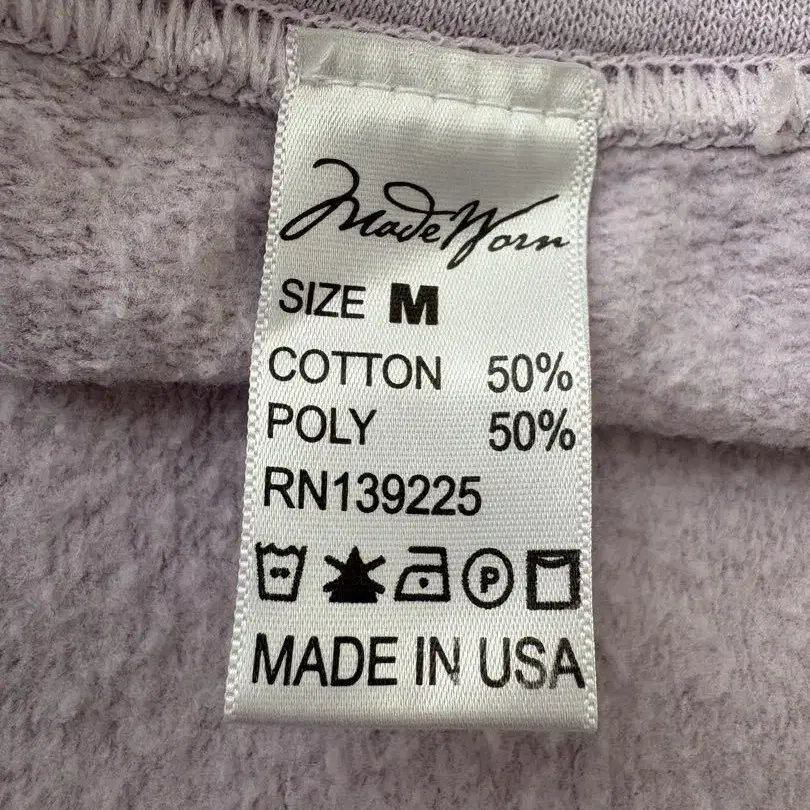 MadeWorn
SIZE M
COTTON 50%
POLY 50%
RN139225
P
MADE IN USA